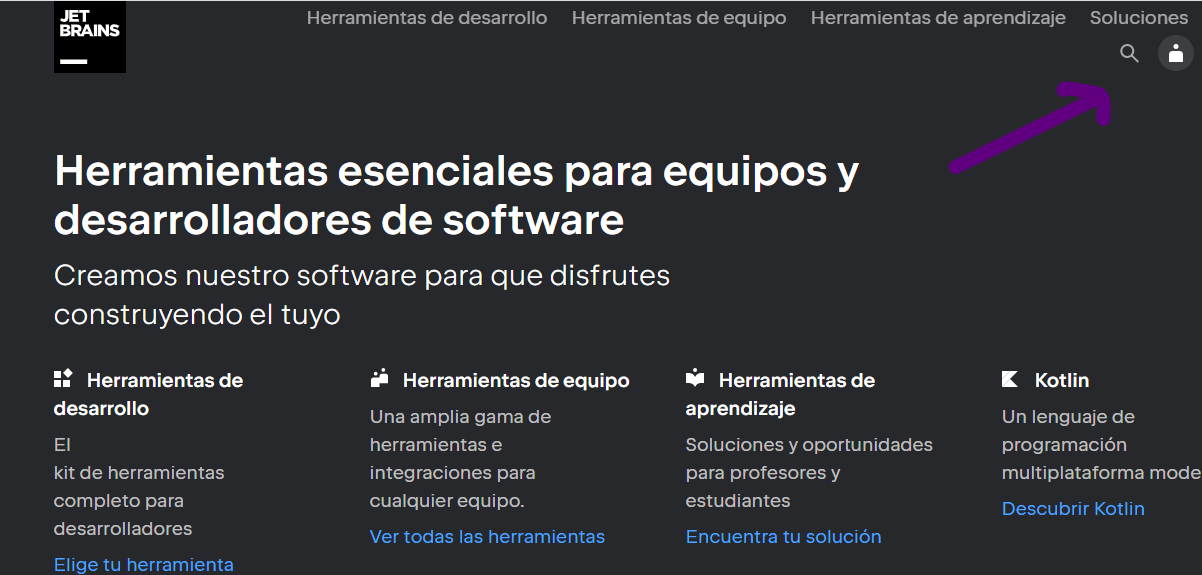 JET
BRAINS
Herramientas de desarrollo Herramientas de equipo Herramientas de aprendizaje Soluciones
Herramientas esenciales para equipos y
desarrolladores de software
Creamos nuestro software para que disfrutes
construyendo el tuyo
Herramientas de
desarrollo
El
kit de herramientas
completo para
desarrolladores
Elige tu herramienta
Herramientas de equipo
Una amplia gama de
herramientas e
integraciones para
cualquier equipo.
Ver todas las herramientas
Herramientas de
aprendizaje
Soluciones y oportunidades
para profesores y
estudiantes
Encuentra tu solución
Kotlin
Un lenguaje de
programación
multiplataforma mode
Descubrir Kotlin